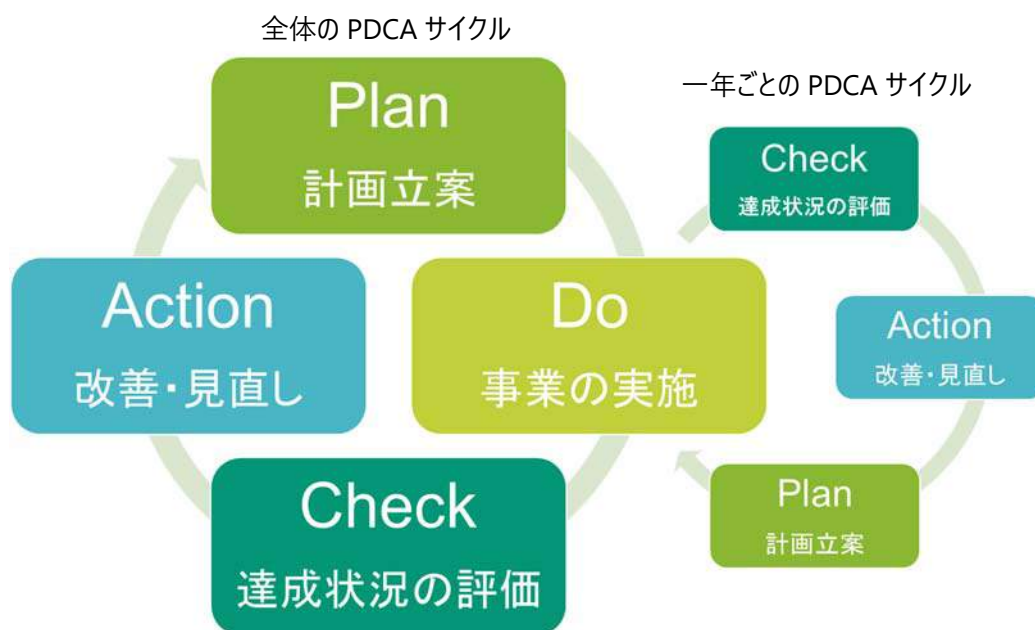 全体の PDCA サイクル
Plan
計画立案
Do
事業の実施
Check
達成状況の評価
Action
改善・見直し
一年ごとの PDCA サイクル
Check
達成状況の評価
Action
改善・見直し
Plan
計画立案